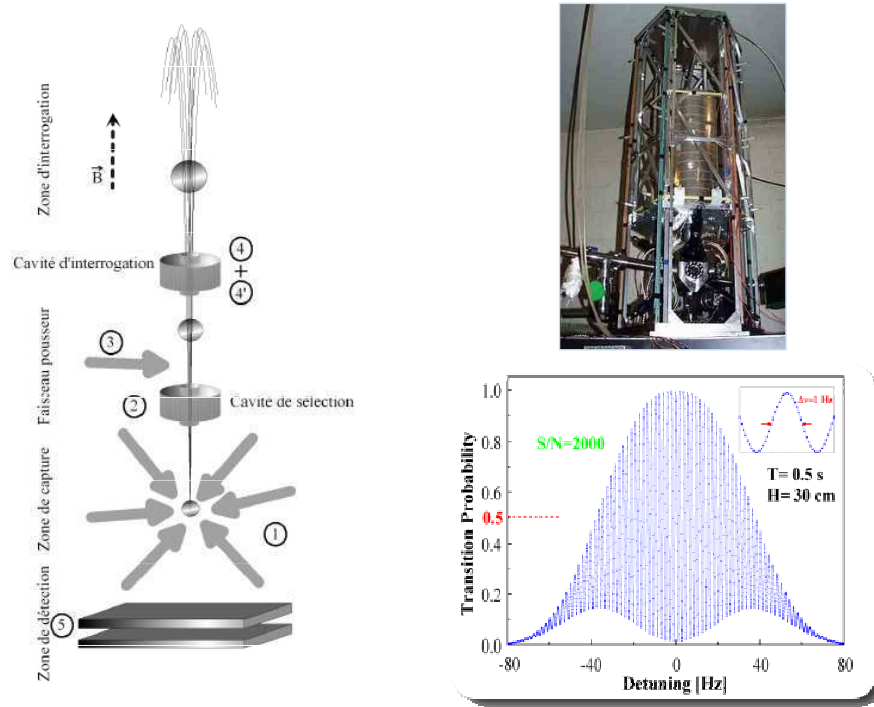 Zone d'interrogation
B
Cavité d'interrogation
4
+
4'
Faisceau pousseur
3
2
Cavité de sélection
Zone de capture
1
Zone de détection
5
Transition Probability
1.0
0.8
0.6
0.5
0.4
0.2
0.0
S/N=2000
Δν=1 Hz
T= 0.5 s
H= 30 cm
-80
-40
0
40
80
Detuning [Hz]